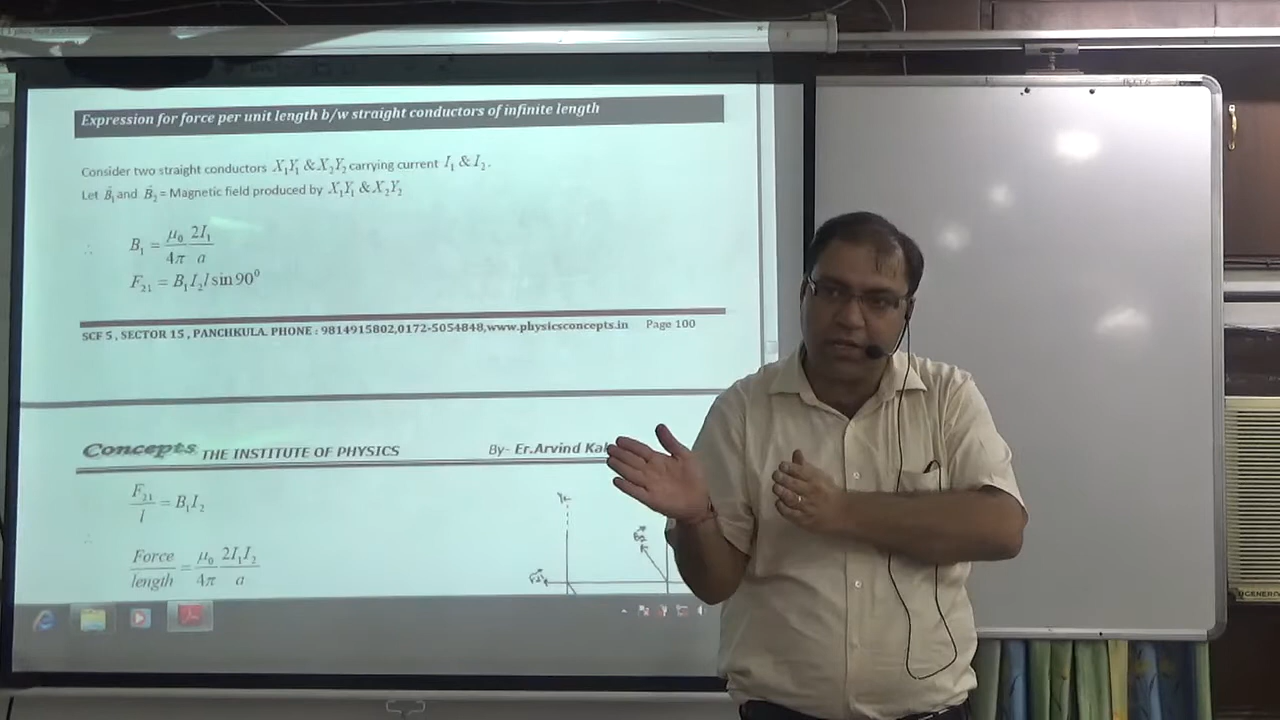 Expression for force per unit length b/w straight conductors of infinite length
Consider two straight conductors X₁Y₁ & X₂Y₂ carrying current I₁ & I₂.
Let B⃗₁ and B⃗₂ = Magnetic field produced by X₁Y₁ & X₂Y₂
∴ B₁ = μ₀/4π 2I₁/a
F₂₁ = B₁I₂l sin 90⁰
SCF 5 , SECTOR 15 , PANCHKULA. PHONE : 9814915802,0172-5054848,www.physicsconcepts.in Page 100
Concepts THE INSTITUTE OF PHYSICS By- Er.Arvind
F₂₁/l = B₁I₂
∴
Force/length = μ₀/4π 2I₁I₂/a